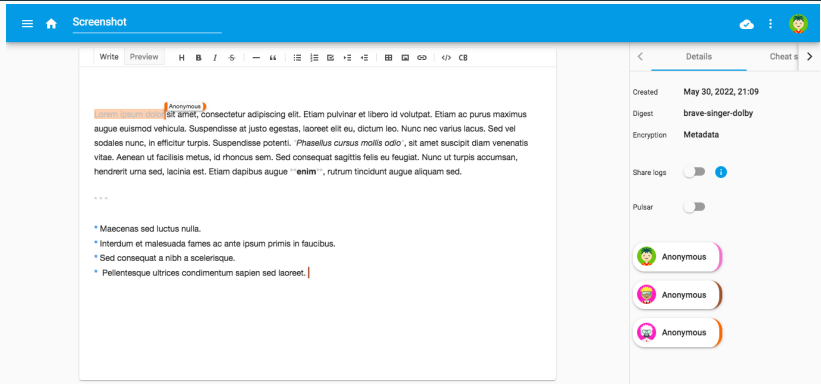 Screenshot
Write Preview H B I S — “ </> CB
Details Cheat s
Anonymous
Lorem ipsum dolor sit amet, consectetur adipiscing elit. Etiam pulvinar et libero id volutpat. Etiam ac purus maximus
augue euismod vehicula. Suspendisse at justo egestas, laoreet elit eu, dictum leo. Nunc nec varius lacus. Sed vel
sodales nunc, in efficitur turpis. Suspendisse potenti. *Phasellus cursus mollis odio*, sit amet suscipit diam venenatis
vitae. Aenean ut facilisis metus, id rhoncus sem. Sed consequat sagittis felis eu feugiat. Nunc ut turpis accumsan,
hendrerit urna sed, lacinia est. Etiam dapibus augue **enim**, rutrum tincidunt augue aliquam sed.
* * *
* Maecenas sed luctus nulla.
* Interdum et malesuada fames ac ante ipsum primis in faucibus.
* Sed consequat a nibh a scelerisque.
* Pellentesque ultrices condimentum sapien sed laoreet.
Created May 30, 2022, 21:09
Digest brave-singer-dolby
Encryption Metadata
Share logs
Pulsar
Anonymous
Anonymous
Anonymous